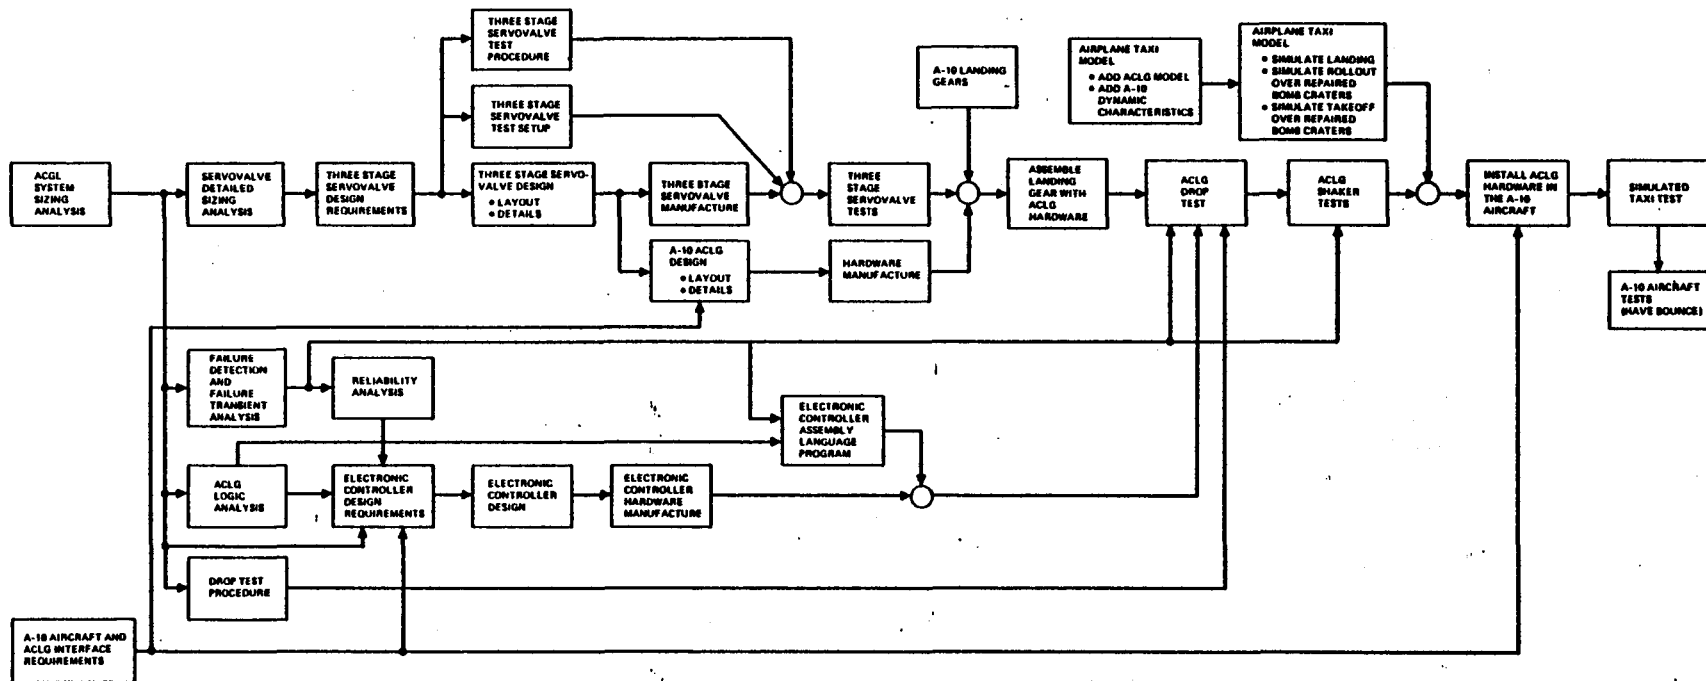 THREE STAGE
SERVOVALVE
TEST
PROCEDURE
THREE STAGE
SERVOVALVE
TEST SETUP
A-10 LANDING
GEARS
AIRPLANE TAXI
MODEL
• ADD ACLG MODEL
• ADD A-10
DYNAMIC
CHARACTERISTICS
AIRPLANE TAXI
MODEL
• SIMULATE LANDING
• SIMULATE ROLLOUT
OVER REPAIRED
BOMB CRATERS
• SIMULATE TAKEOFF
OVER REPAIRED
BOMB CRATERS
ACGL
SYSTEM
SIZING
ANALYSIS
SERVOVALVE
DETAILED
SIZING
ANALYSIS
THREE STAGE
SERVOVALVE
DESIGN
REQUIREMENTS
THREE STAGE SERVO-
VALVE DESIGN
• LAYOUT
• DETAILS
THREE STAGE
SERVOVALVE
MANUFACTURE
THREE
STAGE
SERVOVALVE
TESTS
ASSEMBLE
LANDING
GEAR WITH
ACLG
HARDWARE
ACLG
DROP
TEST
ACLG
SHAKER
TESTS
INSTALL ACLG
HARDWARE IN
THE A-10
AIRCRAFT
SIMULATED
TAXI TEST
A-10 ACLG
DESIGN
• LAYOUT
• DETAILS
HARDWARE
MANUFACTURE
A-10 AIRCRAFT
TESTS
(HAVE BOUNCE)
FAILURE
DETECTION
AND
FAILURE
TRANSIENT
ANALYSIS
RELIABILITY
ANALYSIS
ELECTRONIC
CONTROLLER
ASSEMBLY
LANGUAGE
PROGRAM
ACLG
LOGIC
ANALYSIS
ELECTRONIC
CONTROLLER
DESIGN
REQUIREMENTS
ELECTRONIC
CONTROLLER
DESIGN
ELECTRONIC
CONTROLLER
HARDWARE
MANUFACTURE
DROP TEST
PROCEDURE
A-10 AIRCRAFT AND
ACLG INTERFACE
REQUIREMENTS